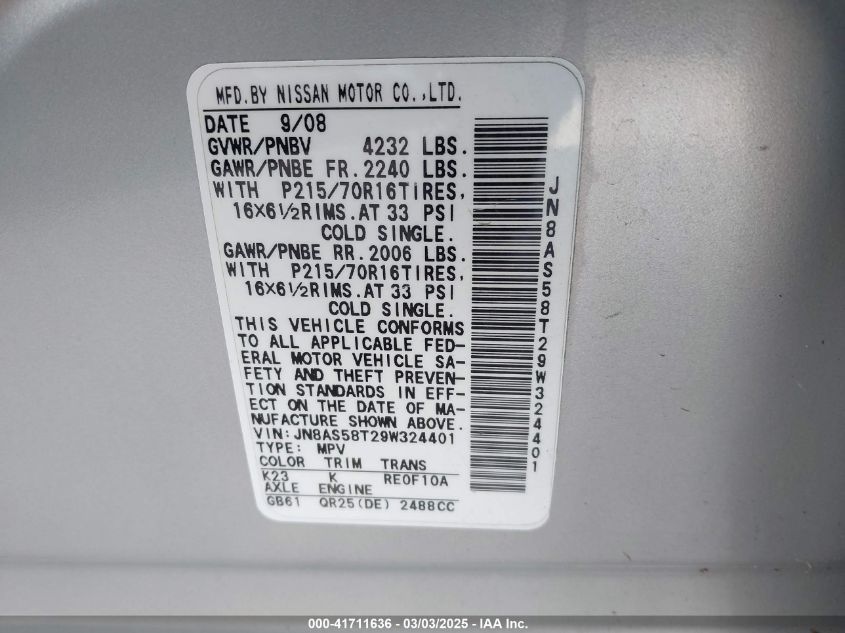 MFD.BY NISSAN MOTOR CO.,LTD.
DATE 9/08
GVWR/PNBV 4232 LBS.
GAWR/PNBE FR. 2240 LBS.
WITH P215/70R16TIRES,
16X6½RIMS.AT 33 PSI
COLD SINGLE.
GAWR/PNBE RR. 2006 LBS.
WITH P215/70R16TIRES,
16X6½RIMS.AT 33 PSI
COLD SINGLE.
THIS VEHICLE CONFORMS
TO ALL APPLICABLE FED-
ERAL MOTOR VEHICLE SA-
FETY AND THEFT PREVEN-
TION STANDARDS IN EFF-
ECT ON THE DATE OF MA-
NUFACTURE SHOWN ABOVE.
VIN:JN8AS58T29W324401
TYPE: MPV
COLOR TRIM TRANS
K23 K RE0F10A
AXLE ENGINE
GB61 QR25(DE) 2488CC
JN8AS58T29W324401
000-41711636 - 03/03/2025 - IAA Inc.